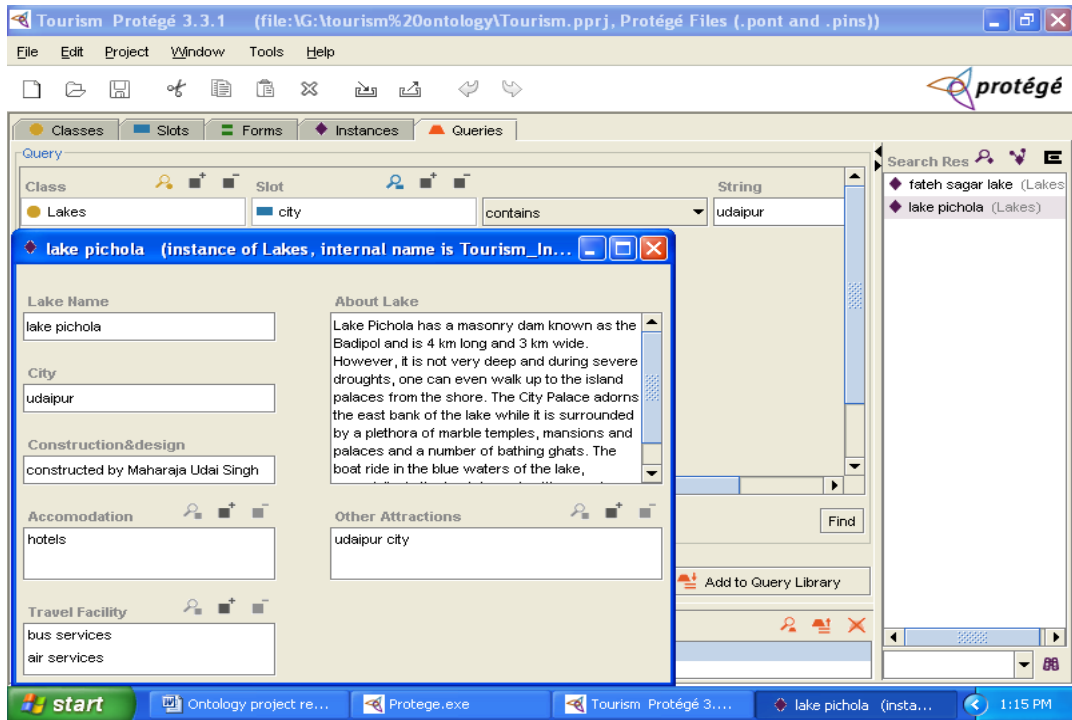 Tourism Protégé 3.3.1 (file:\G:\tourism%20ontology\Tourism.pprj, Protégé Files (.pont and .pins))
File Edit Project Window Tools Help
protégé
Classes Slots Forms Instances Queries
Query
Class Slot String
Lakes city contains udaipur
Search Res
fateh sagar lake (Lakes
lake pichola (Lakes)
lake pichola (instance of Lakes, internal name is Tourism_In...
Lake Name
lake pichola
City
udaipur
Construction&design
constructed by Maharaja Udai Singh
Accomodation
hotels
Travel Facility
bus services
air services
About Lake
Lake Pichola has a masonry dam known as the
Badipol and is 4 km long and 3 km wide.
However, it is not very deep and during severe
droughts, one can even walk up to the island
palaces from the shore. The City Palace adorns
the east bank of the lake while it is surrounded
by a plethora of marble temples, mansions and
palaces and a number of bathing ghats. The
boat ride in the blue waters of the lake,
Other Attractions
udaipur city
Find
Add to Query Library
start Ontology project re... Protege.exe Tourism Protégé 3.... lake pichola (insta... 1:15 PM